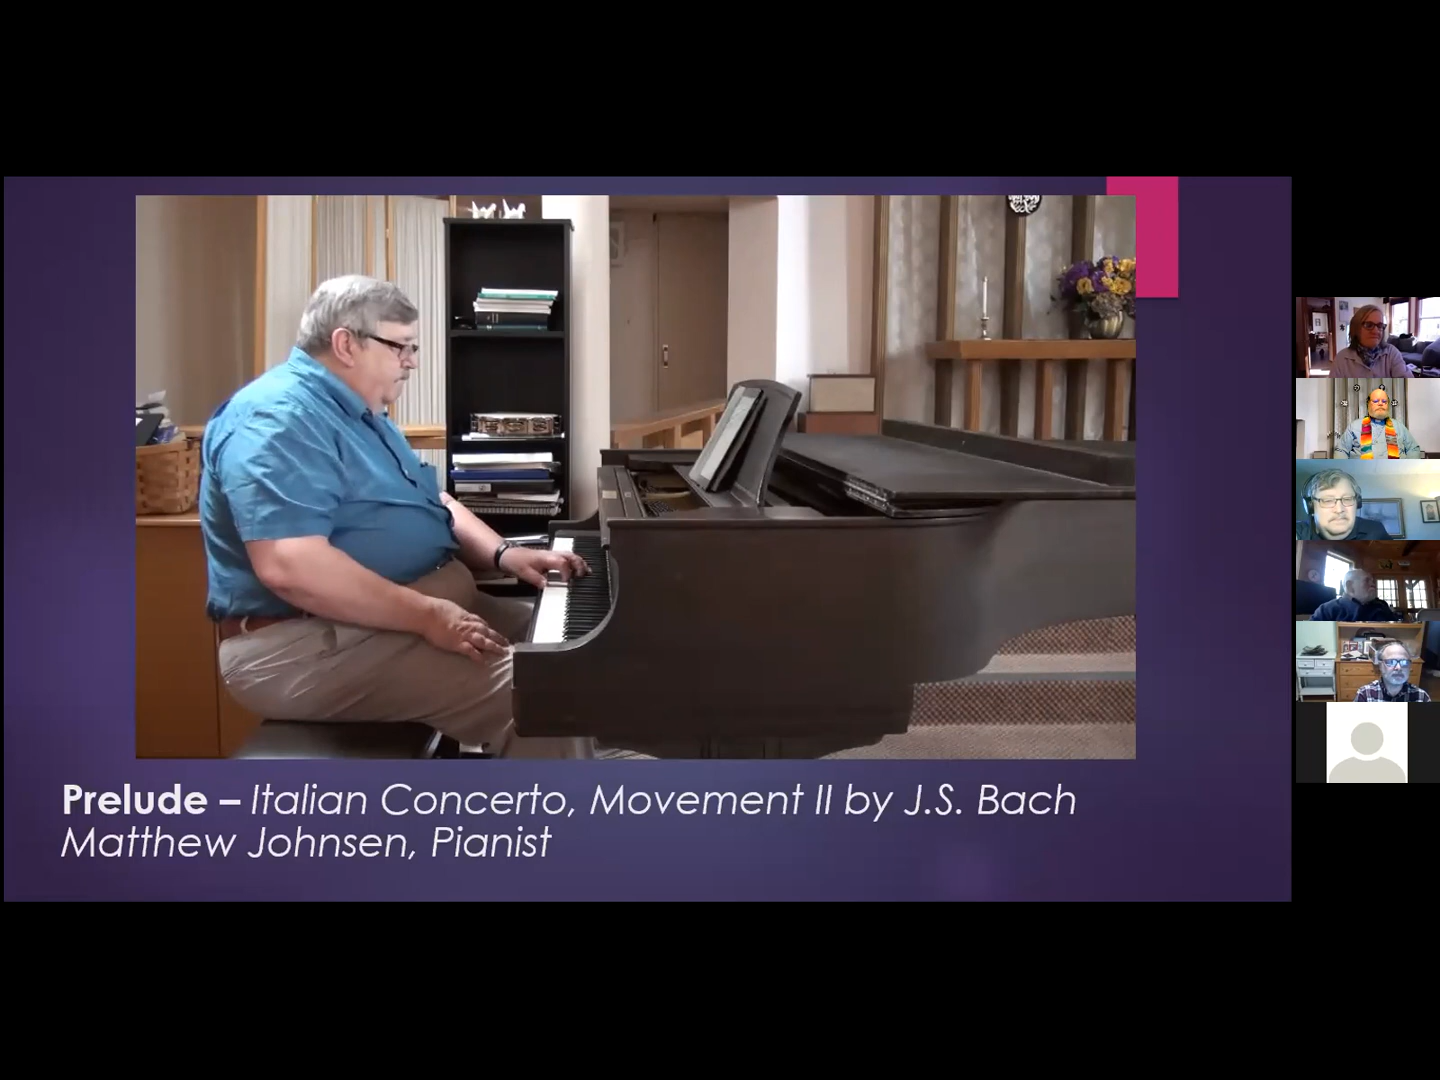 Prelude – Italian Concerto, Movement II by J.S. Bach
Matthew Johnsen, Pianist